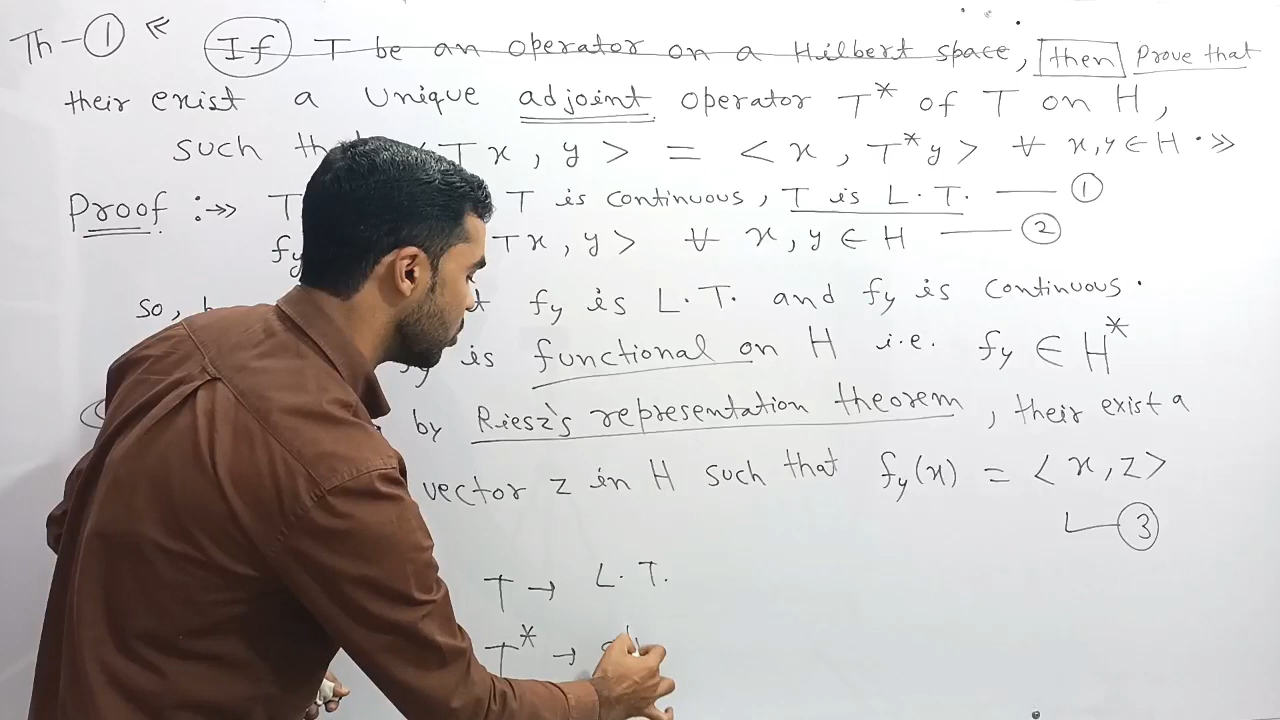 Th-① « If T be an operator on a Hilbert space, then Prove that
their exist a unique adjoint operator T* of T on H,
such < Tx, y > = < x, T*y > ∀ x,y ∈ H . »
Proof :→» T T is continuous, T is L.T. —— ①
fy Tx, y > ∀ x, y ∈ H —— ②
so, fy is L.T. and fy is continuous.
is functional on H i.e. fy ∈ H*
by Riesz's representation theorem, their exist a
vector z in H such that fy(x) = < x, z >
③
T → L.T.
T* →